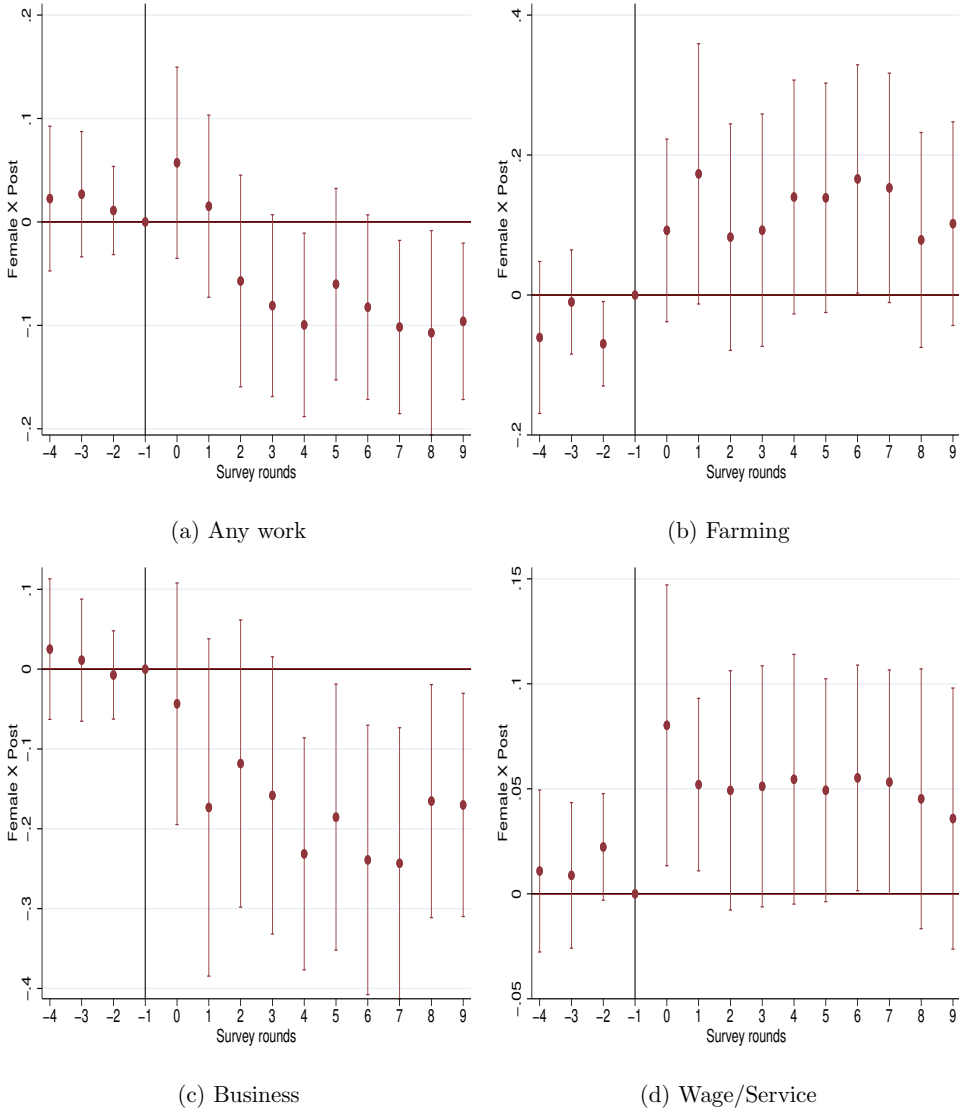 .2
.1
0
-.1
-.2
Female X Post
-4 -3 -2 -1 0 1 2 3 4 5 6 7 8 9
Survey rounds
(a) Any work
.4
.2
0
-.2
Female X Post
-4 -3 -2 -1 0 1 2 3 4 5 6 7 8 9
Survey rounds
(b) Farming
.1
0
-.1
-.2
-.3
-.4
Female X Post
-4 -3 -2 -1 0 1 2 3 4 5 6 7 8 9
Survey rounds
(c) Business
.15
.1
.05
0
-.05
Female X Post
-4 -3 -2 -1 0 1 2 3 4 5 6 7 8 9
Survey rounds
(d) Wage/Service